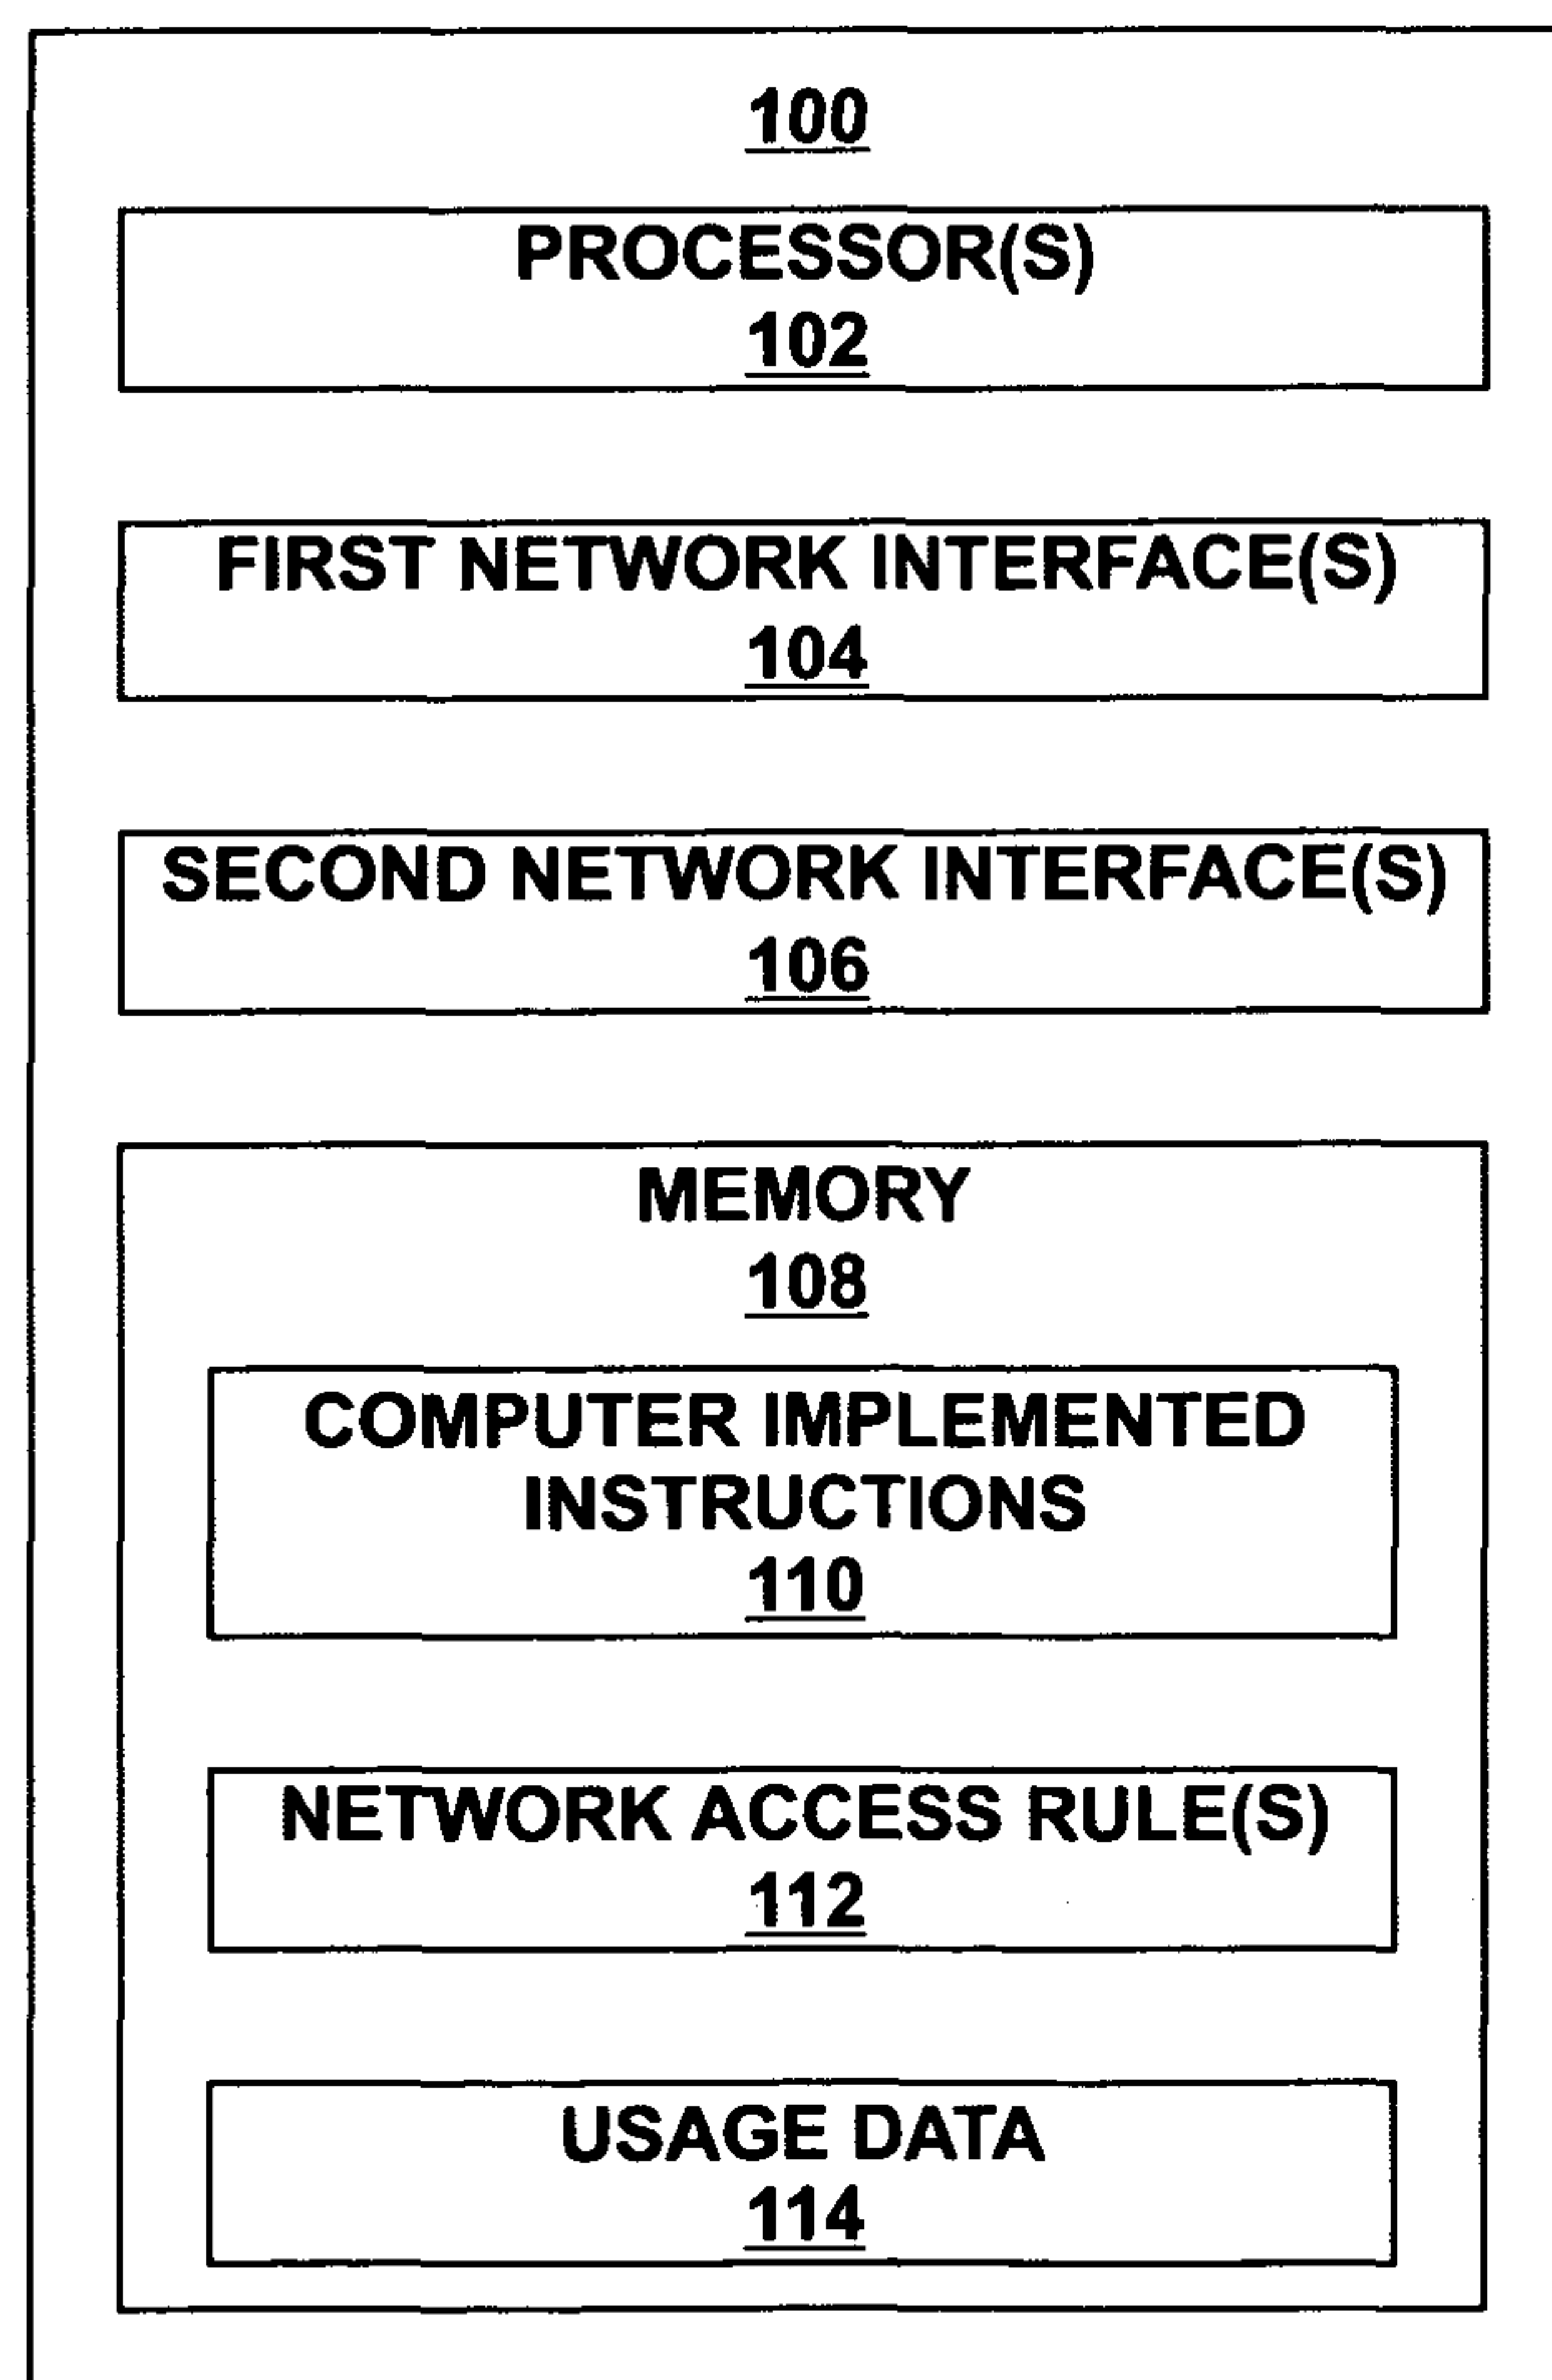 100
PROCESSOR(S)
102
FIRST NETWORK INTERFACE(S)
104
SECOND NETWORK INTERFACE(S)
106
MEMORY
108
COMPUTER IMPLEMENTED
INSTRUCTIONS
110
NETWORK ACCESS RULE(S)
112
USAGE DATA
114